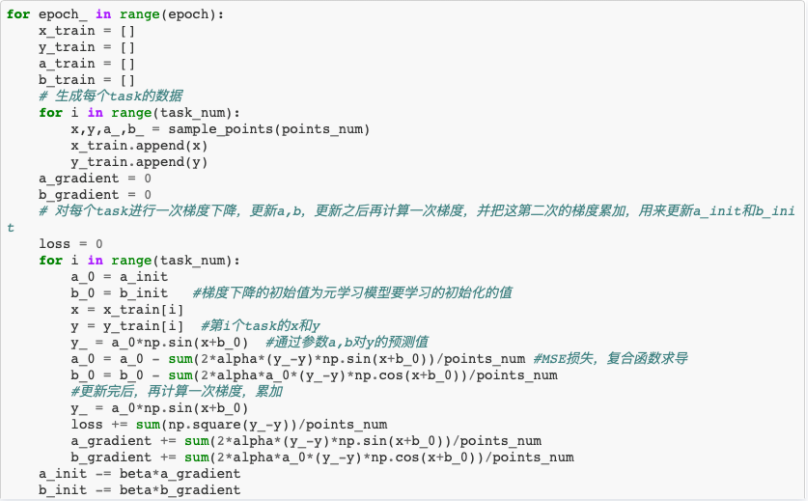 for epoch_ in range(epoch):
    x_train = []
    y_train = []
    a_train = []
    b_train = []
    # 生成每个task的数据
    for i in range(task_num):
        x,y,a_,b_ = sample_points(points_num)
        x_train.append(x)
        y_train.append(y)
    a_gradient = 0
    b_gradient = 0
    # 对每个task进行一次梯度下降，更新a,b，更新之后再计算一次梯度，并把这第二次的梯度累加，用来更新a_init和b_ini
t
    loss = 0
    for i in range(task_num):
        a_0 = a_init
        b_0 = b_init   #梯度下降的初始值为元学习模型要学习的初始化的值
        x = x_train[i]
        y = y_train[i]  #第i个task的x和y
        y_ = a_0*np.sin(x+b_0)  #通过参数a,b对y的预测值
        a_0 = a_0 - sum(2*alpha*(y_-y)*np.sin(x+b_0))/points_num #MSE损失，复合函数求导
        b_0 = b_0 - sum(2*alpha*a_0*(y_-y)*np.cos(x+b_0))/points_num
        #更新完后，再计算一次梯度，累加
        y_ = a_0*np.sin(x+b_0)
        loss += sum(np.square(y_-y))/points_num
        a_gradient += sum(2*alpha*(y_-y)*np.sin(x+b_0))/points_num
        b_gradient += sum(2*alpha*a_0*(y_-y)*np.cos(x+b_0))/points_num
    a_init -= beta*a_gradient
    b_init -= beta*b_gradient